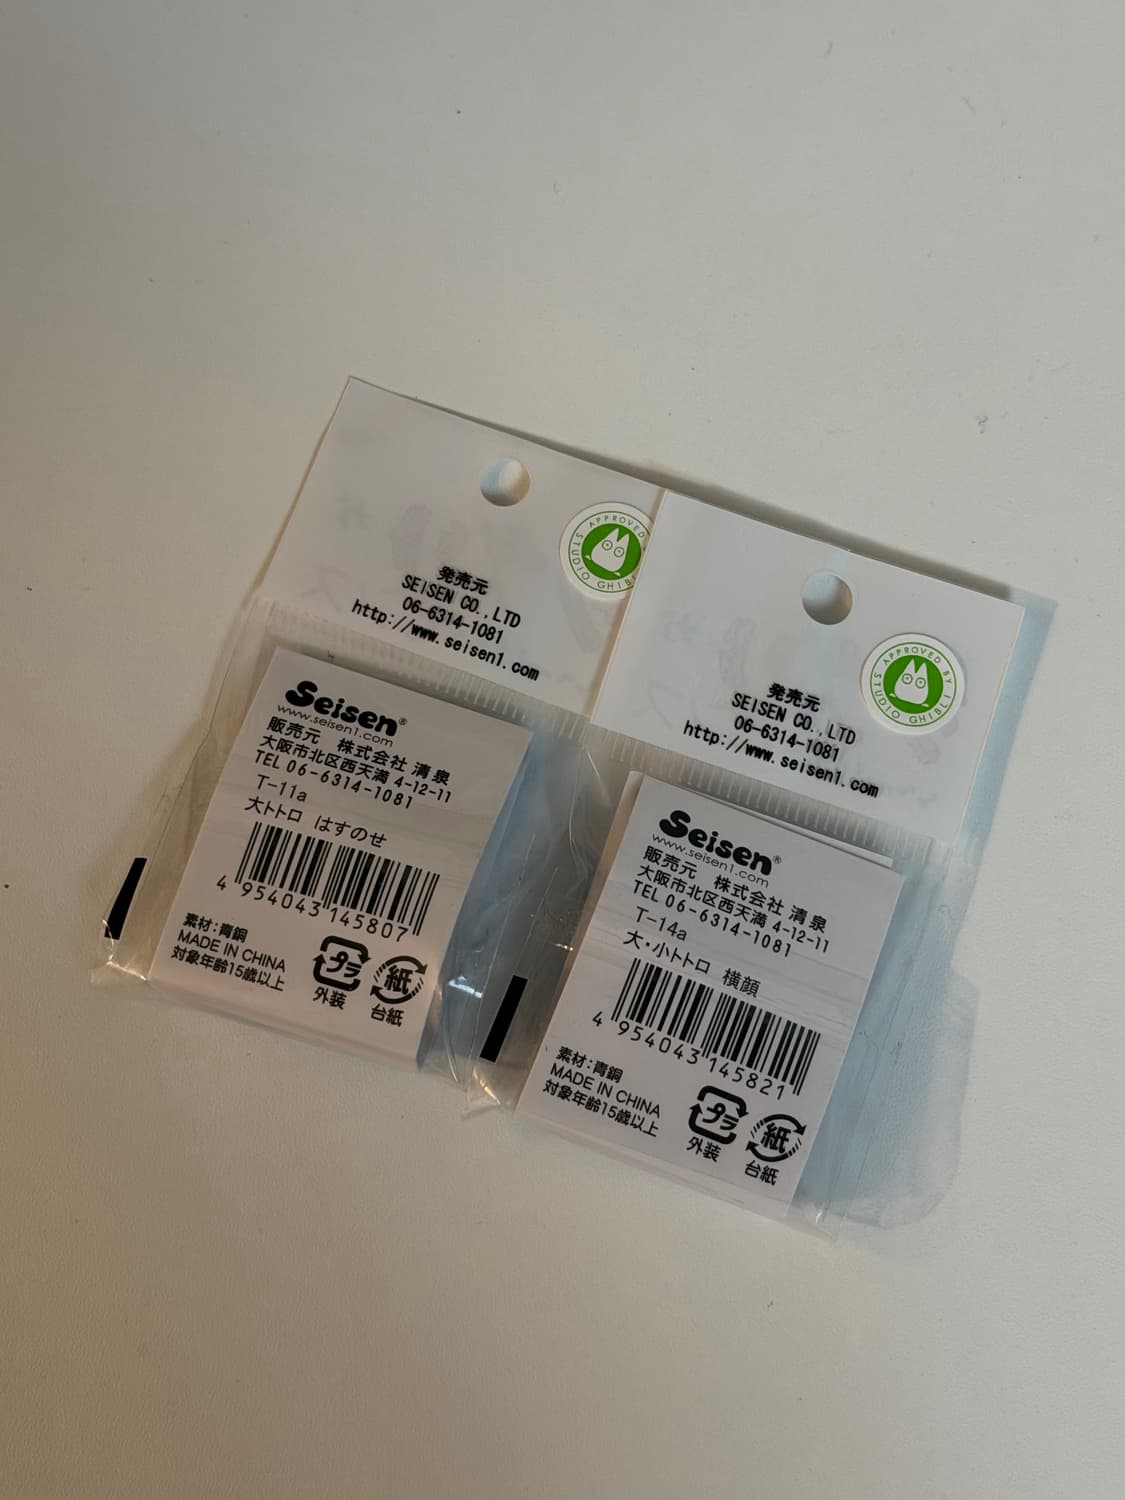 発売元
SEISEN CO.,LTD
06-6314-1081
http://www.seisen1.com
APPROVED
STUDIO GHIBLI
Seisen®
www.seisen1.com
販売元 株式会社 清泉
大阪市北区西天満 4-12-11
TEL 06-6314-1081
T-11a
大トトロ はすのせ
4 954043 145807
素材:青銅
MADE IN CHINA
対象年齢15歳以上
プラ
外装
紙
台紙
発売元
SEISEN CO.,LTD
06-6314-1081
http://www.seisen1.com
APPROVED BY
STUDIO GHIBLI
Seisen®
www.seisen1.com
販売元 株式会社 清泉
大阪市北区西天満 4-12-11
TEL 06-6314-1081
T-14a
大・小トトロ 横顔
4 954043 145821
素材:青銅
MADE IN CHINA
対象年齢15歳以上
プラ
外装
紙
台紙